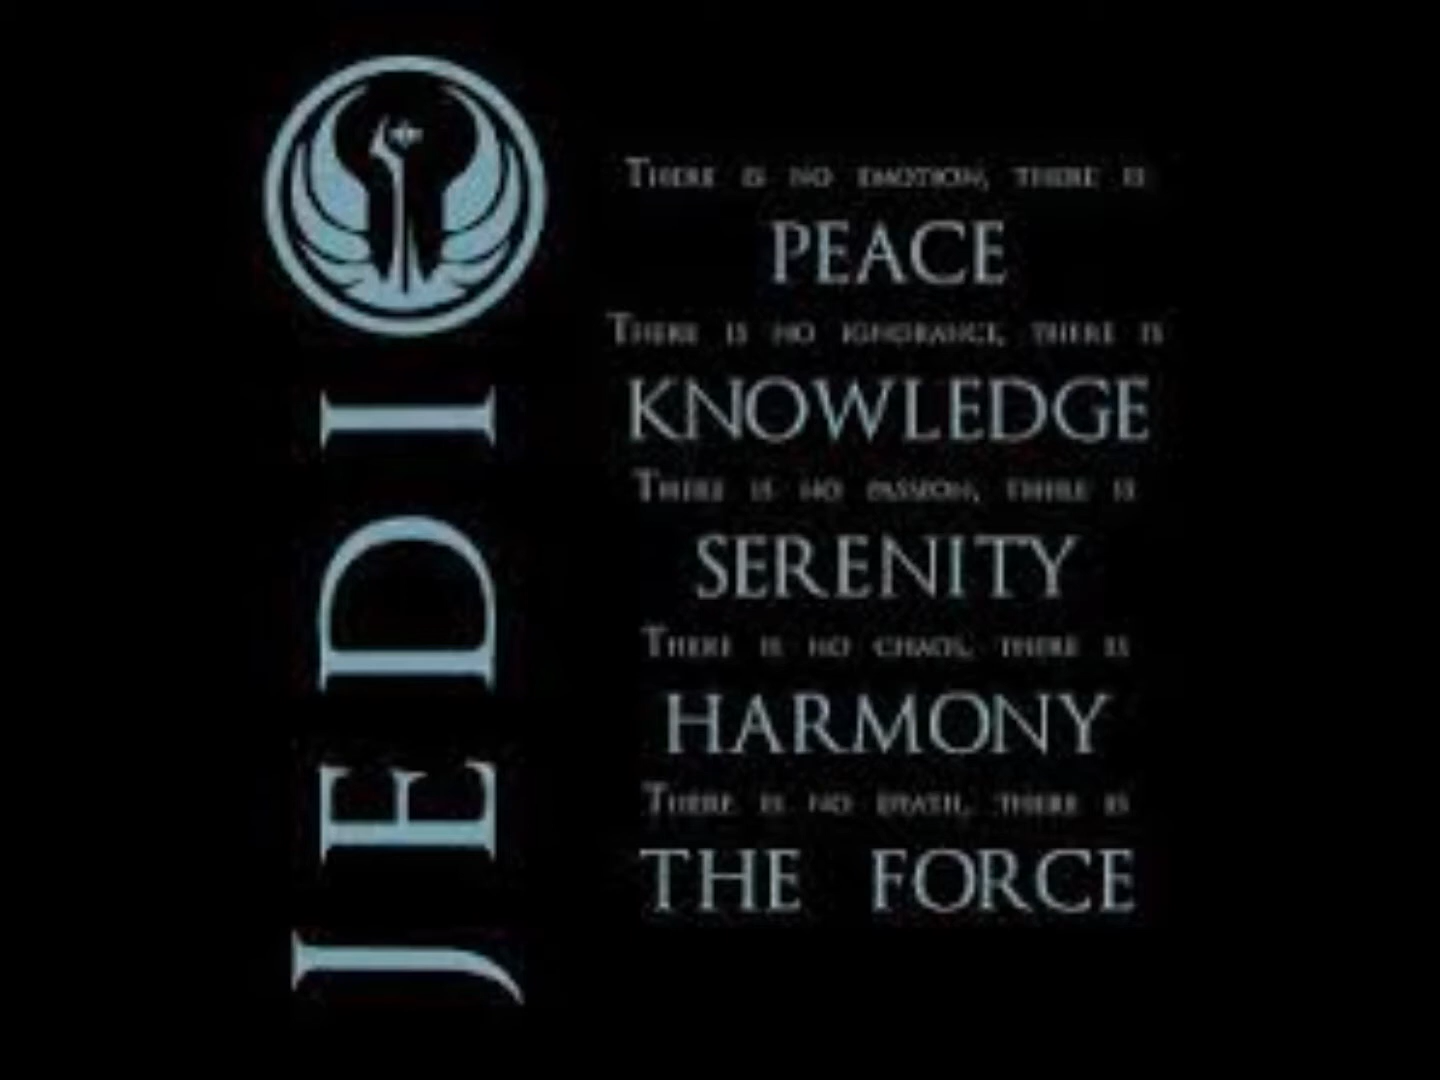 JEDI
There is no emotion, there is
PEACE
There is no ignorance, there is
KNOWLEDGE
There is no passion, there is
SERENITY
There is no chaos, there is
HARMONY
There is no death, there is
THE FORCE